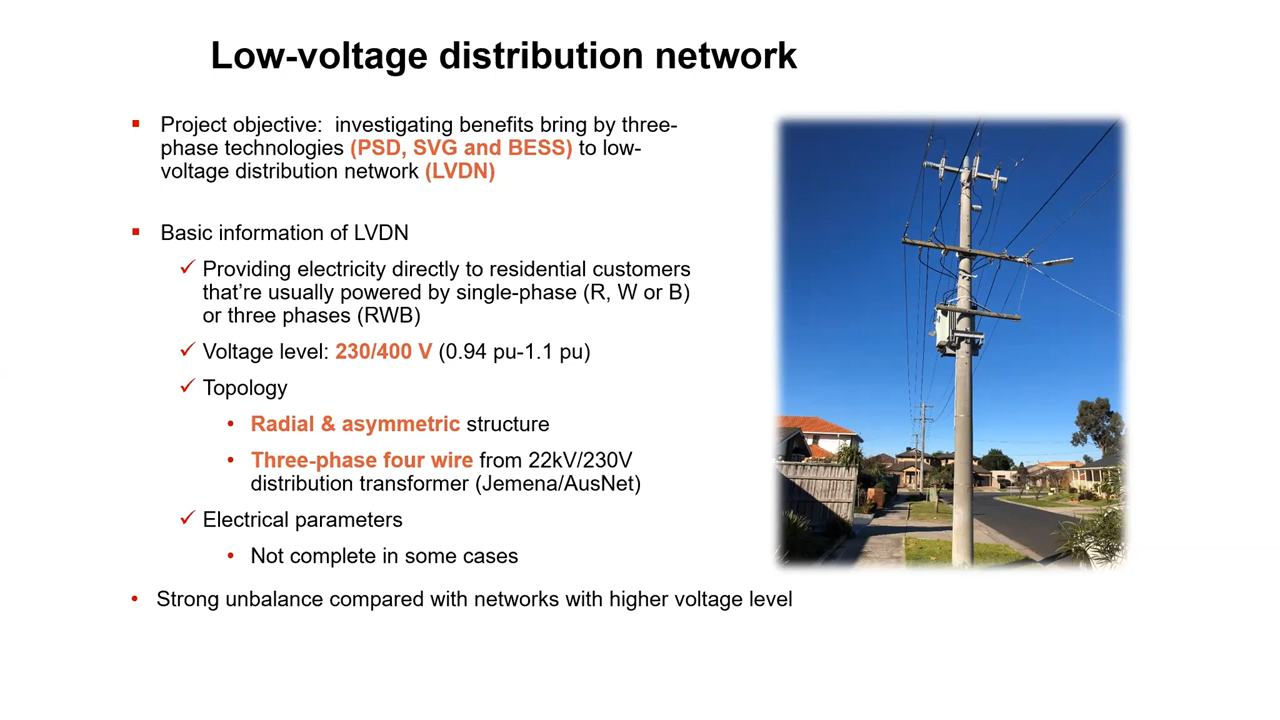 Low-voltage distribution network
Project objective:  investigating benefits bring by three-
phase technologies (PSD, SVG and BESS) to low-
voltage distribution network (LVDN)
Basic information of LVDN
Providing electricity directly to residential customers
that’re usually powered by single-phase (R, W or B)
or three phases (RWB)
Voltage level: 230/400 V (0.94 pu-1.1 pu)
Topology
Radial & asymmetric structure
Three-phase four wire from 22kV/230V
distribution transformer (Jemena/AusNet)
Electrical parameters
Not complete in some cases
Strong unbalance compared with networks with higher voltage level